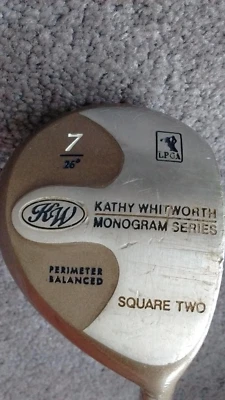 7
26°
LPGA
KW
KATHY WHITWORTH
MONOGRAM SERIES
PERIMETER
BALANCED
SQUARE TWO